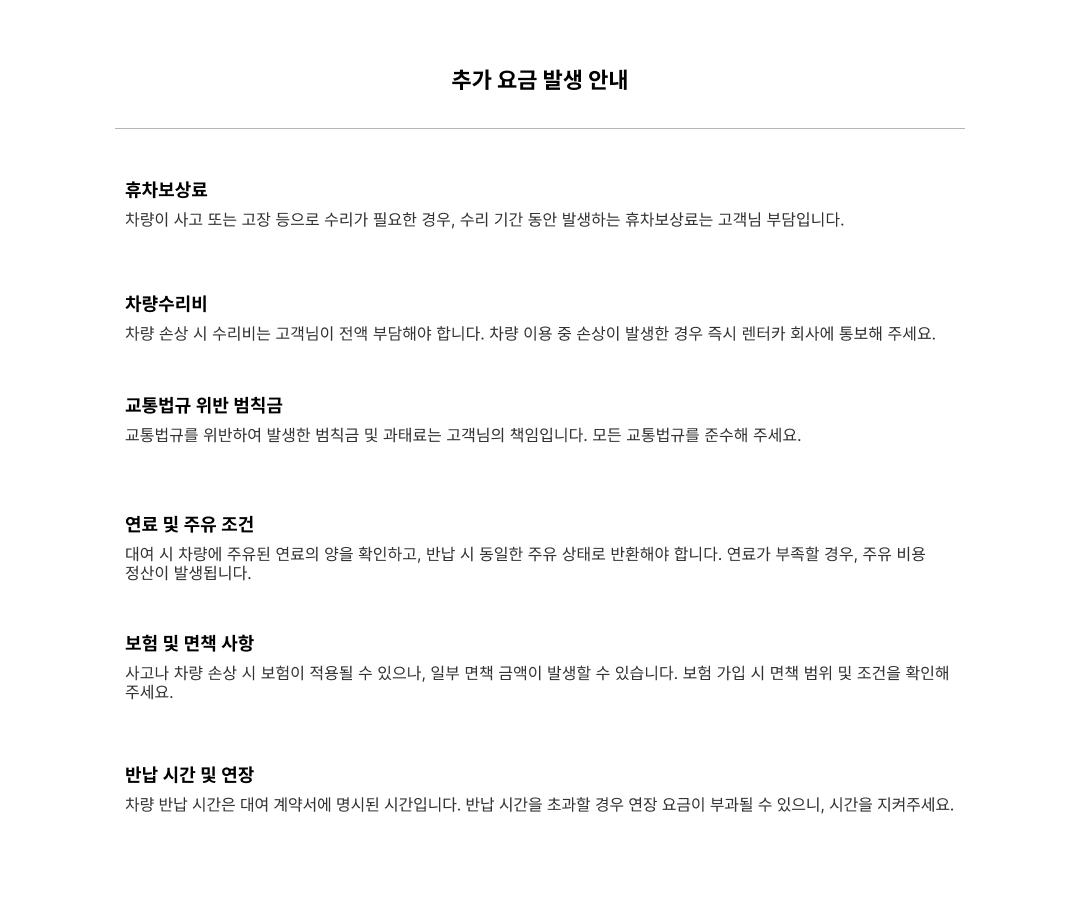 추가 요금 발생 안내
휴차보상료
차량이 사고 또는 고장 등으로 수리가 필요한 경우, 수리 기간 동안 발생하는 휴차보상료는 고객님 부담입니다.
차량수리비
차량 손상 시 수리비는 고객님이 전액 부담해야 합니다. 차량 이용 중 손상이 발생한 경우 즉시 렌터카 회사에 통보해 주세요.
교통법규 위반 범칙금
교통법규를 위반하여 발생한 범칙금 및 과태료는 고객님의 책임입니다. 모든 교통법규를 준수해 주세요.
연료 및 주유 조건
대여 시 차량에 주유된 연료의 양을 확인하고, 반납 시 동일한 주유 상태로 반환해야 합니다. 연료가 부족할 경우, 주유 비용
정산이 발생됩니다.
보험 및 면책 사항
사고나 차량 손상 시 보험이 적용될 수 있으나, 일부 면책 금액이 발생할 수 있습니다. 보험 가입 시 면책 범위 및 조건을 확인해
주세요.
반납 시간 및 연장
차량 반납 시간은 대여 계약서에 명시된 시간입니다. 반납 시간을 초과할 경우 연장 요금이 부과될 수 있으니, 시간을 지켜주세요.